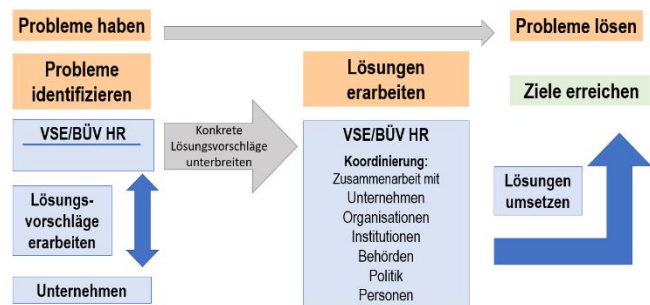 Probleme haben
Probleme lösen
Probleme
identifizieren
Lösungen
erarbeiten
Ziele erreichen
VSE/BÜV HR
Konkrete
Lösungsvorschläge
unterbreiten
VSE/BÜV HR
Koordinierung:
Zusammenarbeit mit
Unternehmen
Organisationen
Institutionen
Behörden
Politik
Personen
Lösungs-
vorschläge
erarbeiten
Lösungen
umsetzen
Unternehmen